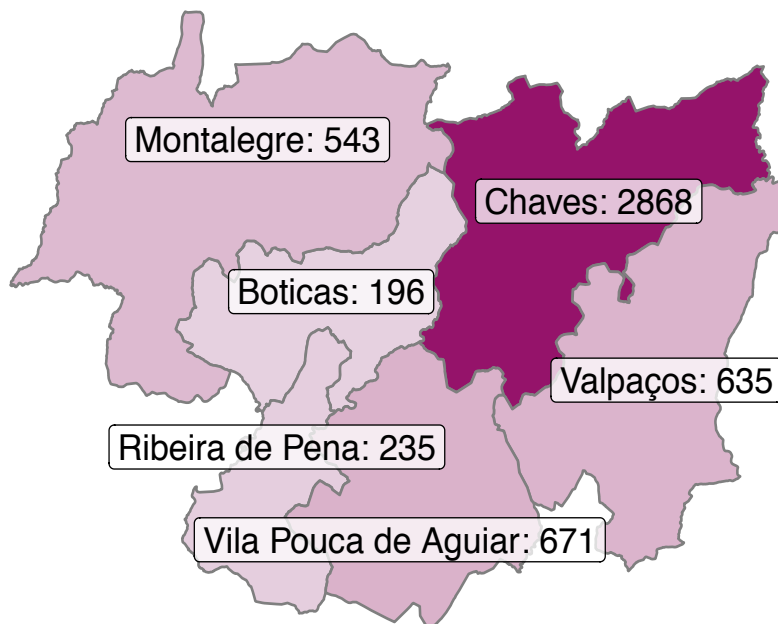 Montalegre: 543
Chaves: 2868
Boticas: 196
Valpaços: 635
Ribeira de Pena: 235
Vila Pouca de Aguiar: 671